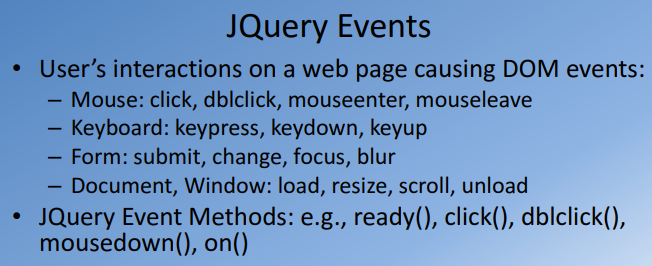 JQuery Events
• User's interactions on a web page causing DOM events:
– Mouse: click, dblclick, mouseenter, mouseleave
– Keyboard: keypress, keydown, keyup
– Form: submit, change, focus, blur
– Document, Window: load, resize, scroll, unload
• JQuery Event Methods: e.g., ready(), click(), dblclick(),
mousedown(), on()